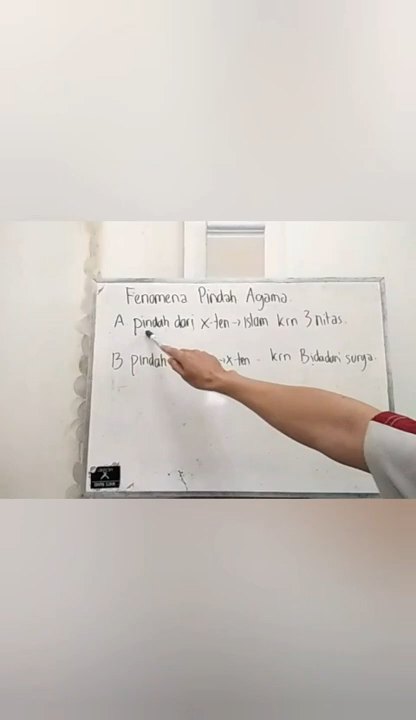 Fenomena Pindah Agama.
A pindah dari x-ten → Islam krn 3 nitas.
B pindah → x-ten. krn Bidadari surga.